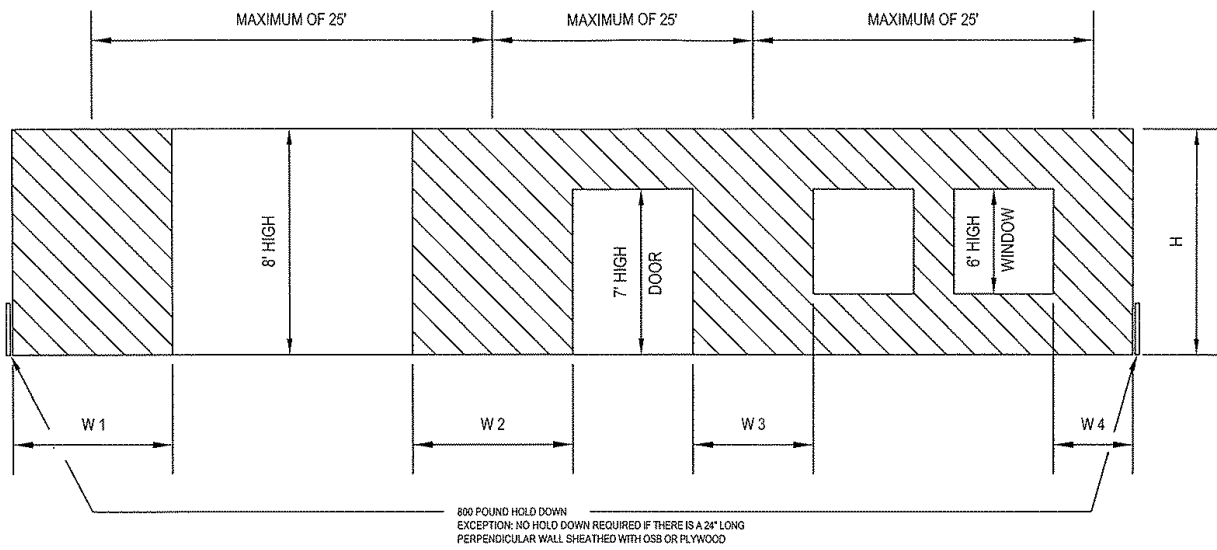 MAXIMUM OF 25'
MAXIMUM OF 25'
MAXIMUM OF 25'
8' HIGH
7' HIGH
DOOR
6' HIGH
WINDOW
H
W 1
W 2
W 3
W 4
800 POUND HOLD DOWN
EXCEPTION: NO HOLD DOWN REQUIRED IF THERE IS A 24" LONG
PERPENDICULAR WALL SHEATHED WITH OSB OR PLYWOOD